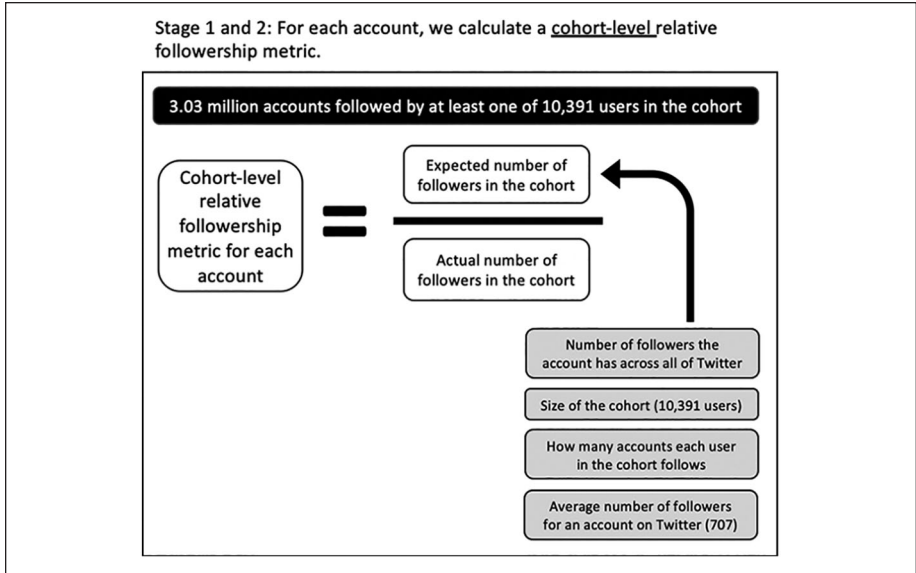 Stage 1 and 2: For each account, we calculate a cohort-level relative
followership metric.
3.03 million accounts followed by at least one of 10,391 users in the cohort
Cohort-level
relative
followership
metric for each
account
=
Expected number of
followers in the cohort
Actual number of
followers in the cohort
Number of followers the
account has across all of Twitter
Size of the cohort (10,391 users)
How many accounts each user
in the cohort follows
Average number of followers
for an account on Twitter (707)